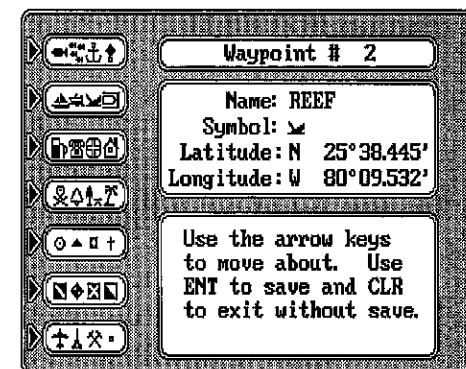 Waypoint # 2
Name: REEF
Symbol:
Latitude: N 25°38.445'
Longitude: W 80°09.532'
Use the arrow keys
to move about. Use
ENT to save and CLR
to exit without save.